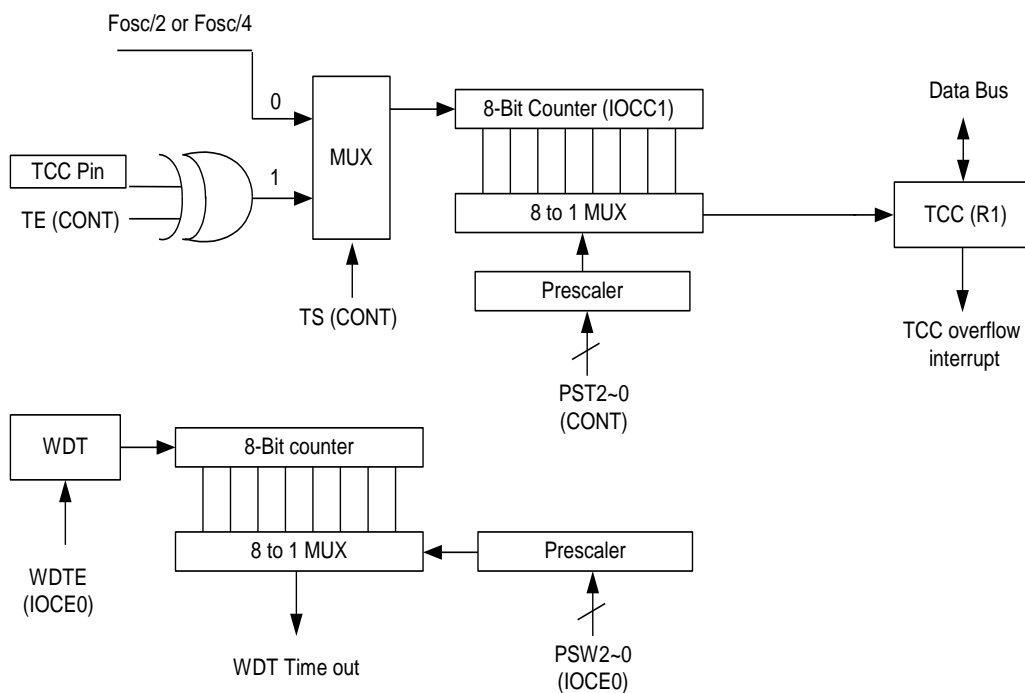 Fosc/2 or Fosc/4
0
TCC Pin
TE (CONT)
1
MUX
TS (CONT)
8-Bit Counter (IOCC1)
8 to 1 MUX
Prescaler
PST2~0
(CONT)
Data Bus
TCC (R1)
TCC overflow
interrupt
WDT
WDTE
(IOCE0)
8-Bit counter
8 to 1 MUX
WDT Time out
Prescaler
PSW2~0
(IOCE0)